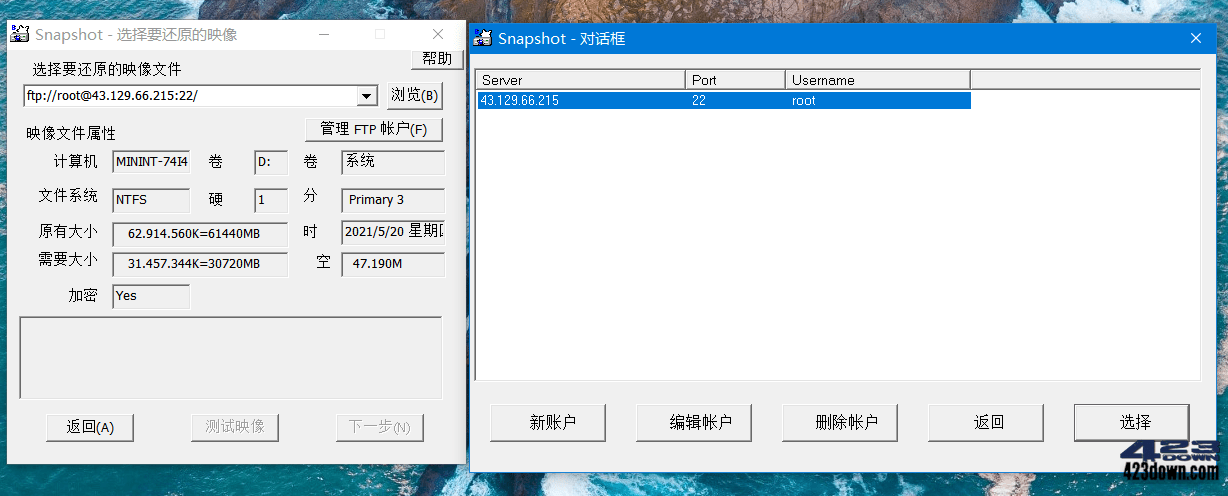 Snapshot - 选择要还原的映像
帮助
选择要还原的映像文件
ftp://root@43.129.66.215:22/
浏览(B)
映像文件属性
管理 FTP 帐户(F)
计算机 MININT-74I4 卷 D: 卷 系统
文件系统 NTFS 硬 1 分 Primary 3
原有大小 62.914.560K=61440MB 时 2021/5/20 星期
需要大小 31.457.344K=30720MB 空 47.190M
加密 Yes
返回(A) 测试映像 下一步(N)
Snapshot - 对话框
Server Port Username
43.129.66.215 22 root
新账户 编辑帐户 删除帐户 返回 选择
423
DOWN
423down.com